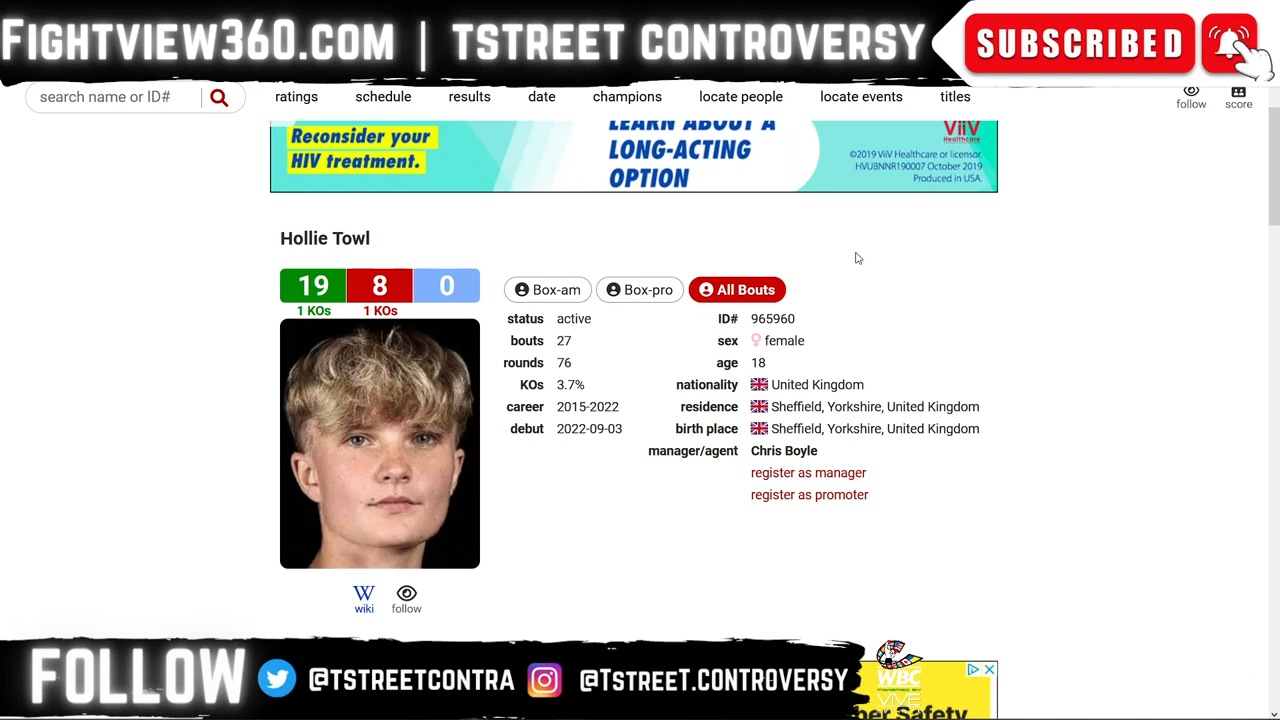 FIGHTVIEW360.COM | TSTREET CONTROVERSY
SUBSCRIBED
search name or ID#
ratings schedule results date champions locate people locate events titles
follow score
Reconsider your
HIV treatment.
LEARN ABOUT A
LONG-ACTING
OPTION
ViiV
Healthcare
©2019 ViiV Healthcare or licensor.
HVUBNNR190007 October 2019
Produced in USA.
Hollie Towl
19 8 0
1 KOs 1 KOs
Box-am Box-pro All Bouts
status active ID# 965960
bouts 27 sex female
rounds 76 age 18
KOs 3.7% nationality United Kingdom
career 2015-2022 residence Sheffield, Yorkshire, United Kingdom
debut 2022-09-03 birth place Sheffield, Yorkshire, United Kingdom
manager/agent Chris Boyle
register as manager
register as promoter
W
wiki follow
FOLLOW @TSTREETCONTRA @TSTREET.CONTROVERSY
WBC